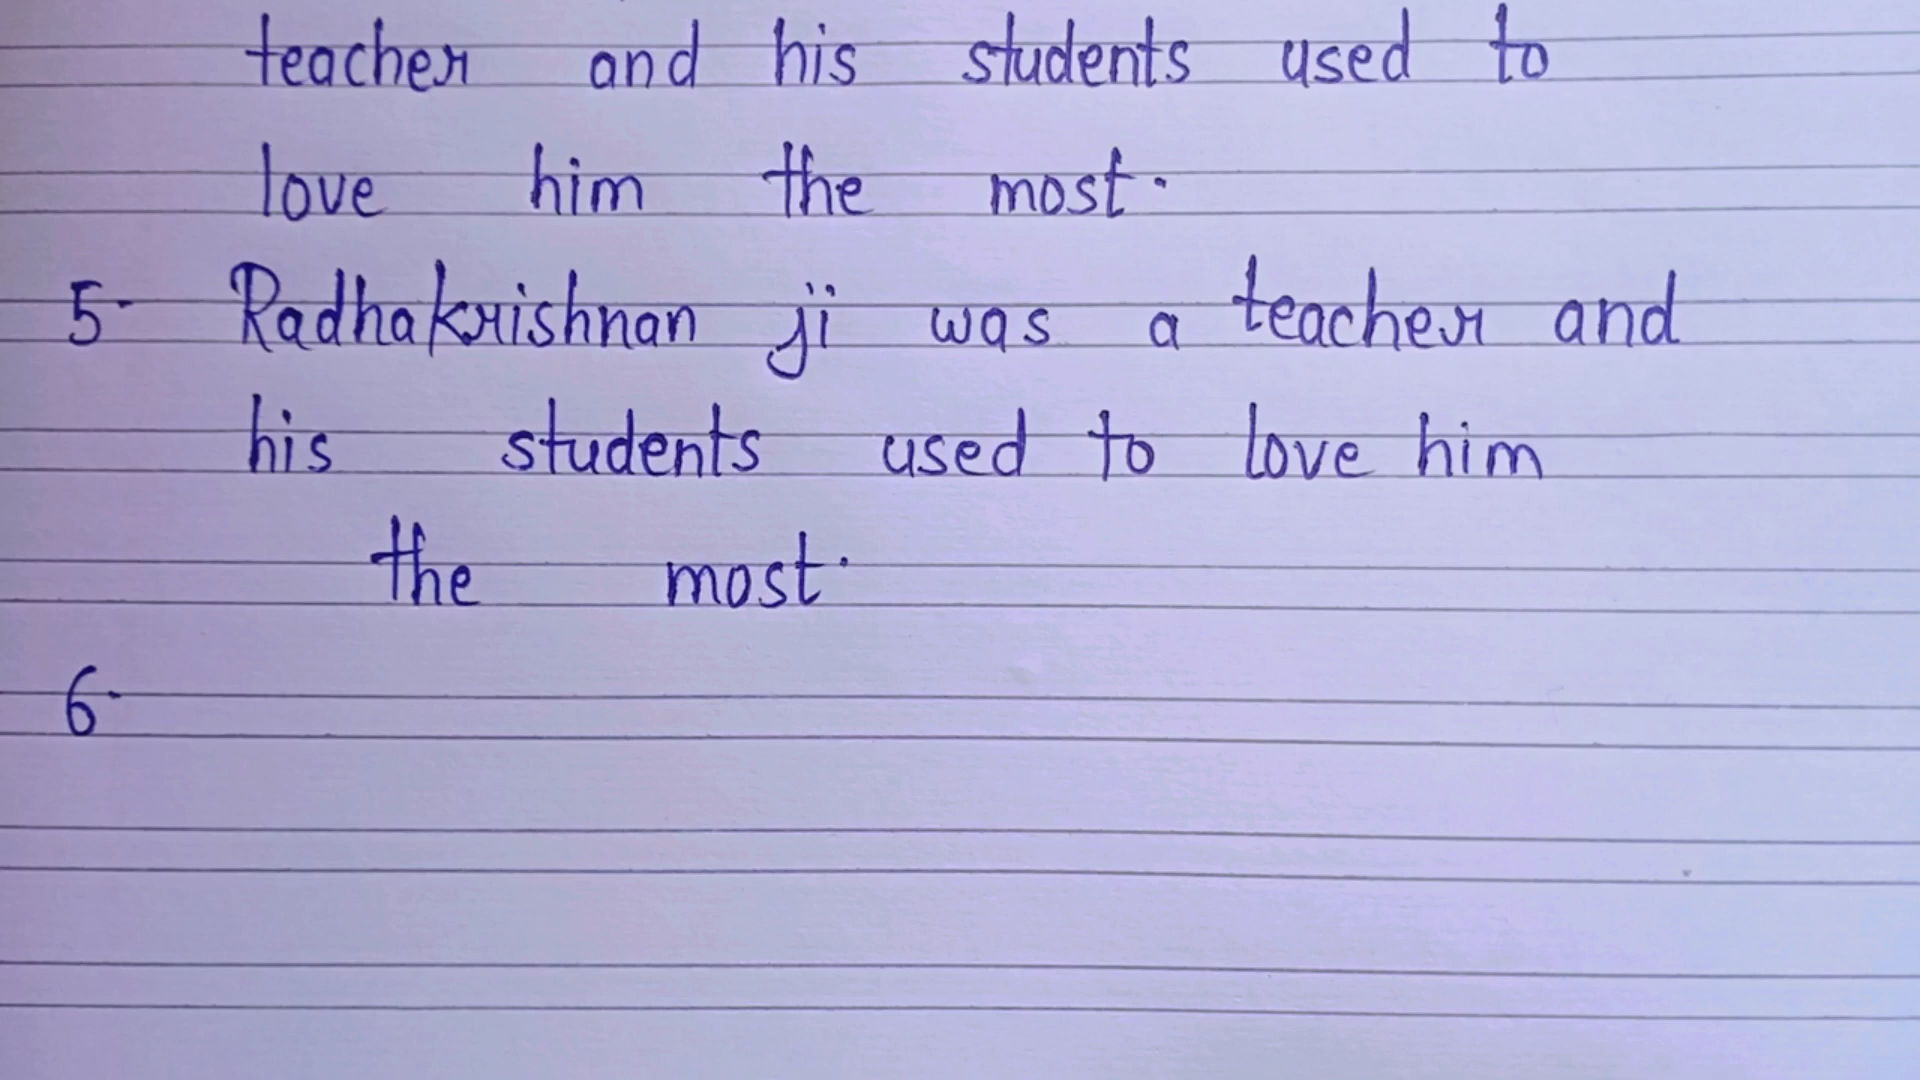 teacher and his students used to
love him the most.
5. Radhakrishnan ji was a teacher and
his students used to love him
the most.
6.